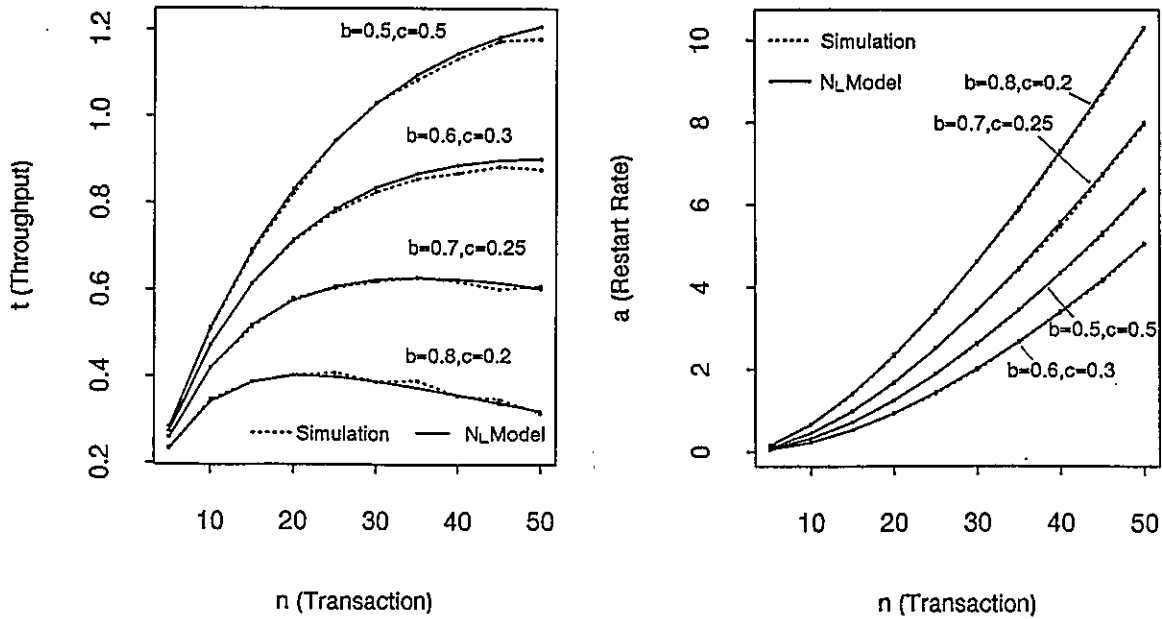 t (Throughput)
1.2
1.0
0.8
0.6
0.4
0.2
b=0.5,c=0.5
b=0.6,c=0.3
b=0.7,c=0.25
b=0.8,c=0.2
Simulation
NLModel
10 20 30 40 50
n (Transaction)
a (Restart Rate)
10
8
6
4
2
0
Simulation
NLModel
b=0.8,c=0.2
b=0.7,c=0.25
b=0.5,c=0.5
b=0.6,c=0.3
10 20 30 40 50
n (Transaction)